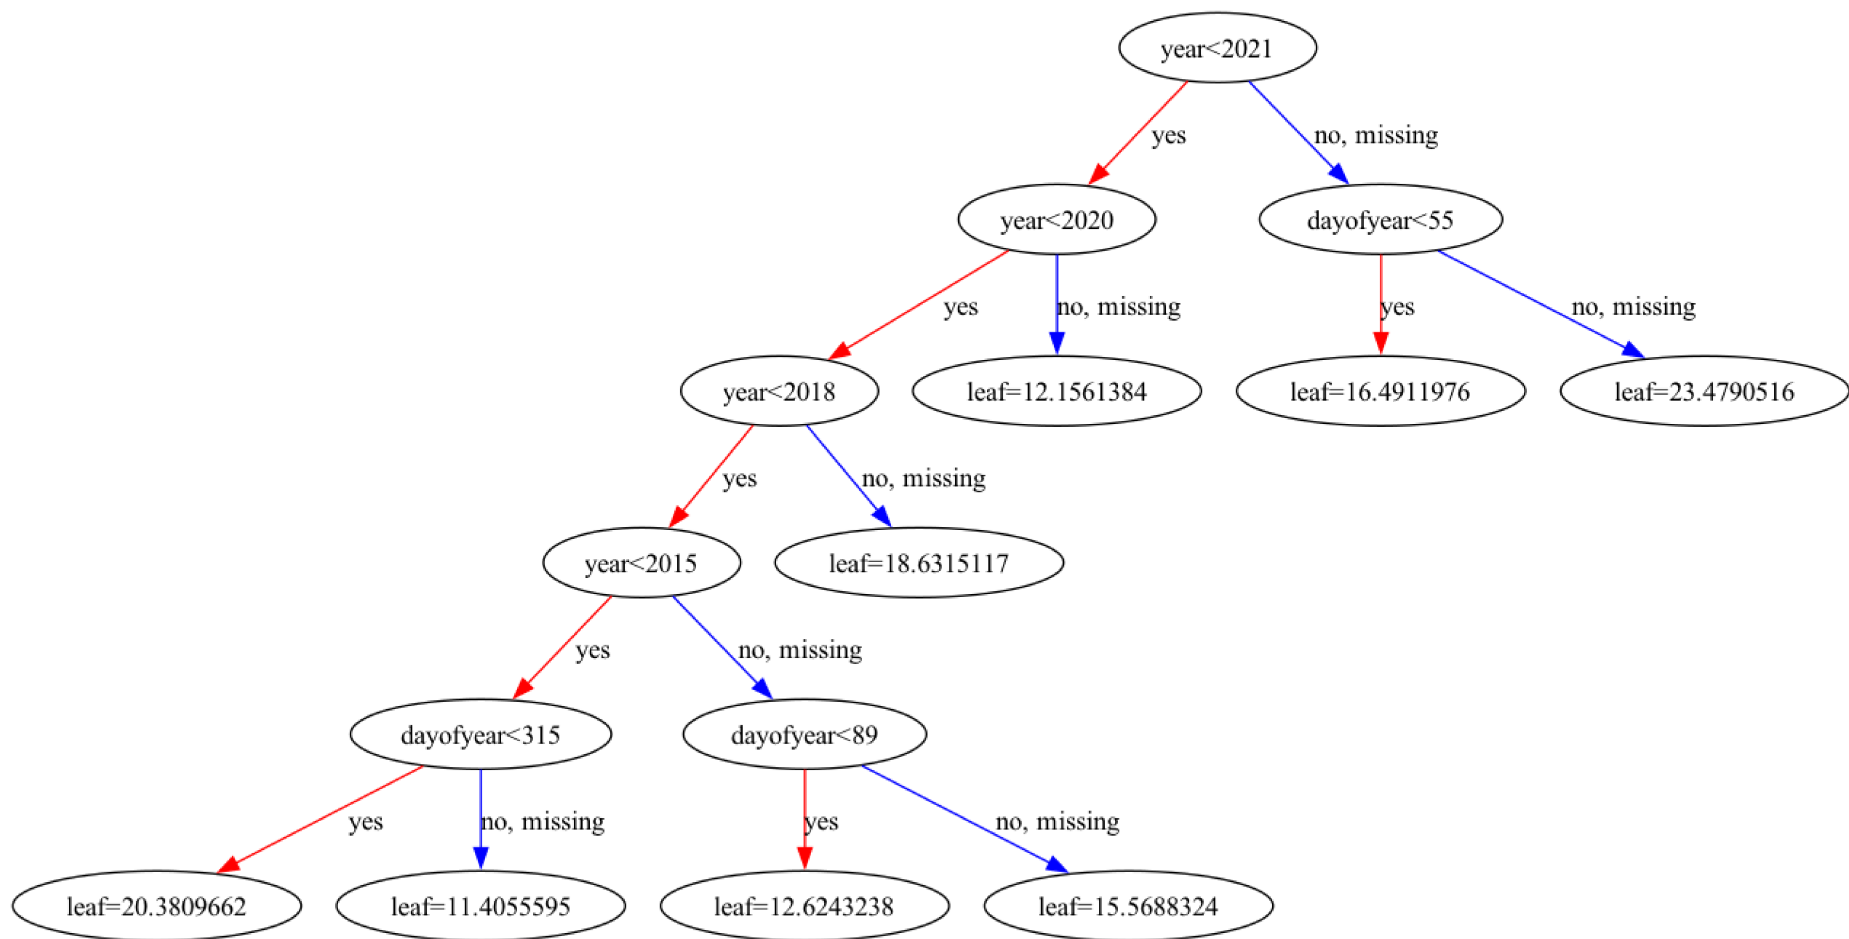 year<2021
yes
no, missing
year<2020
dayofyear<55
yes
no, missing
yes
no, missing
year<2018
leaf=12.1561384
leaf=16.4911976
leaf=23.4790516
yes
no, missing
year<2015
leaf=18.6315117
yes
no, missing
dayofyear<315
dayofyear<89
yes
no, missing
yes
no, missing
leaf=20.3809662
leaf=11.4055595
leaf=12.6243238
leaf=15.5688324